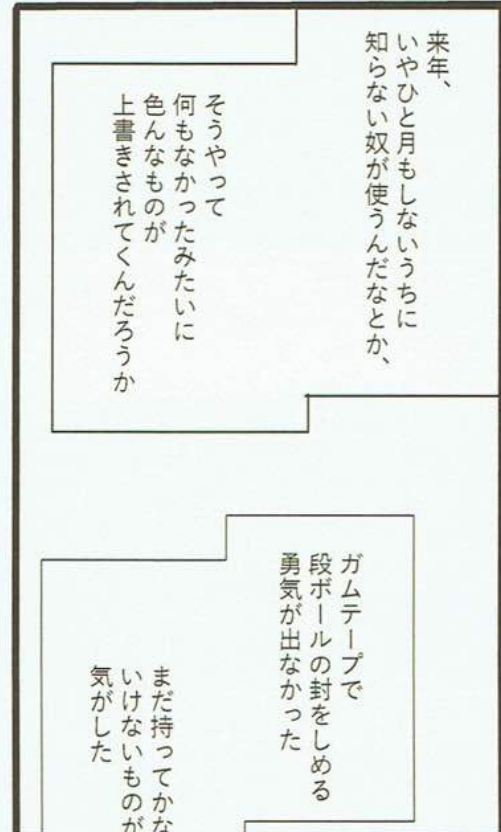 来年、
いやひと月もしないうちに
知らない奴が使うんだなとか、
そうやって
何もなかったみたいに
色んなものが
上書きされてくんだろうか
ガムテープで
段ボールの封をしめる
勇気が出なかった
まだ持ってかな
いけないものが
気がした